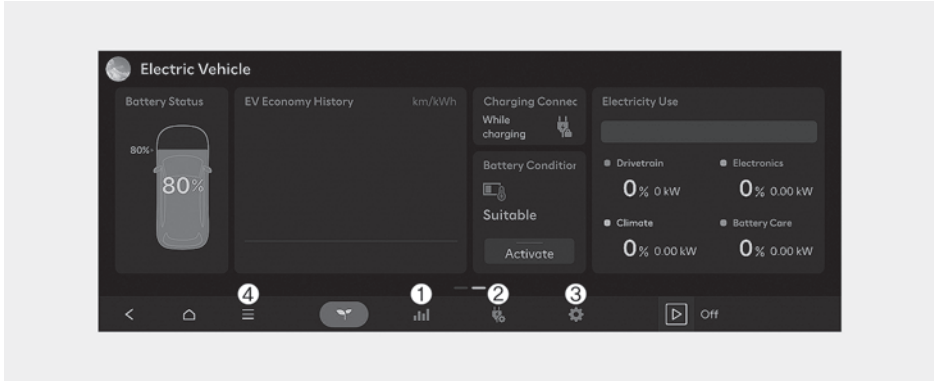 Electric Vehicle
Battery Status
80%
80%
EV Economy History km/kWh
Charging Connec
While
charging
Battery Condition
Suitable
Activate
Electricity Use
Drivetrain
0% 0 kW
Electronics
0% 0.00 kW
Climate
0% 0.00 kW
Battery Care
0% 0.00 kW
4
1
2
3
Off